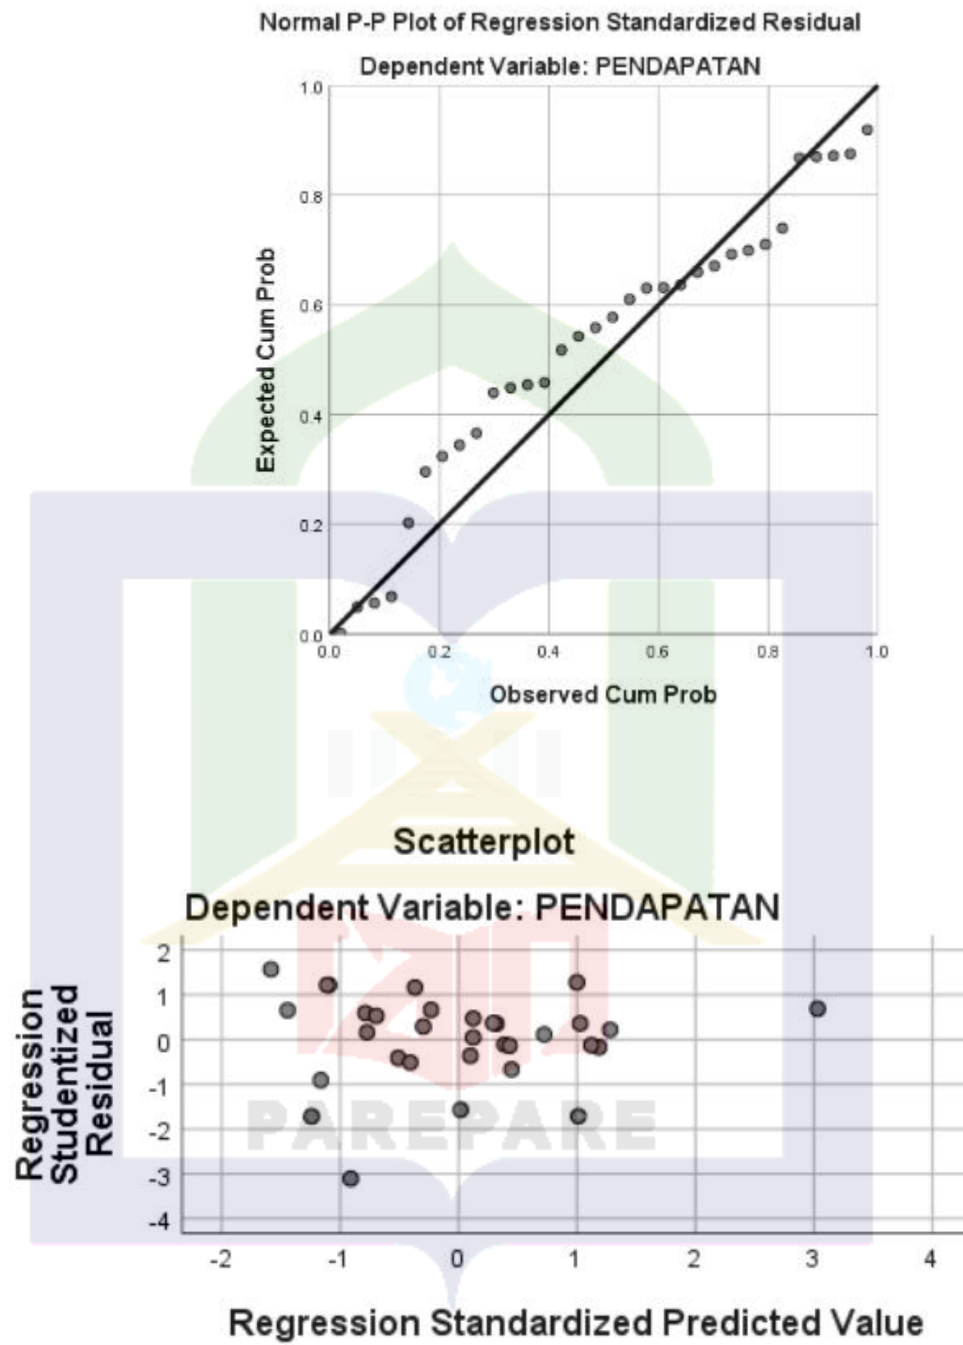 Normal P-P Plot of Regression Standardized Residual
Dependent Variable: PENDAPATAN
1.0
0.8
0.6
0.4
0.2
0.0
Expected Cum Prob
0.0 0.2 0.4 0.6 0.8 1.0
Observed Cum Prob
Scatterplot
Dependent Variable: PENDAPATAN
2
1
0
-1
-2
-3
-4
Regression
Studentized
Residual
PAREPARE
-2 -1 0 1 2 3 4
Regression Standardized Predicted Value